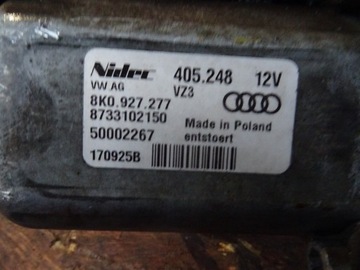 Nidec 405.248 12V
VW AG VZ3
8K0.927.277
8733102150
Made in Poland
50002267 entstoert
170925B